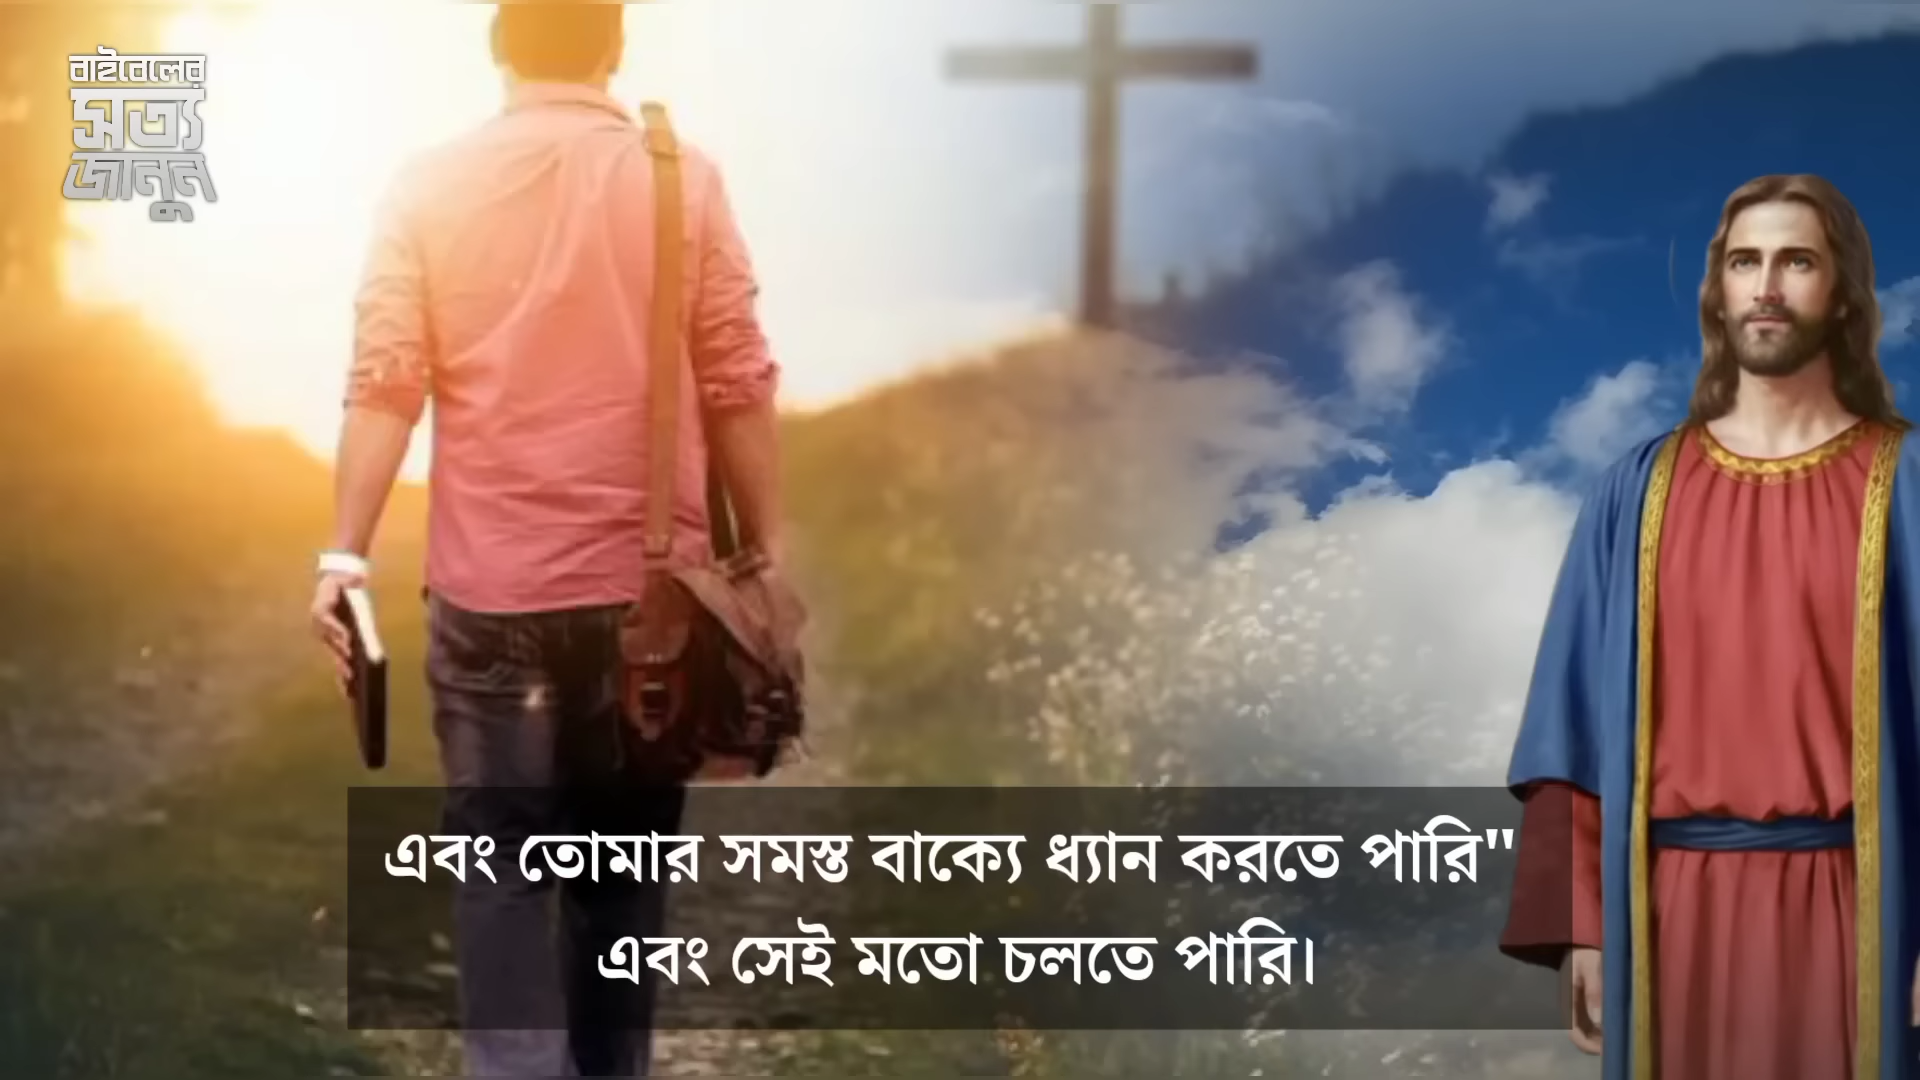 বাইবেলের
সত্য
জানুন
এবং তোমার সমস্ত বাক্যে ধ্যান করতে পারি"
এবং সেই মতো চলতে পারি।